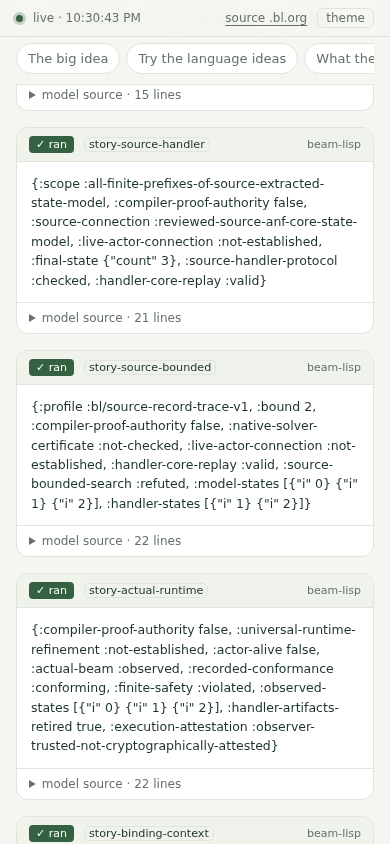 live · 10:30:43 PM source .bl.org theme
The big idea Try the language ideas What the
▶ model source · 15 lines
✓ ran story-source-handler beam-lisp
{:scope :all-finite-prefixes-of-source-extracted-
state-model, :compiler-proof-authority false,
:source-connection :reviewed-source-anf-core-state-
model, :live-actor-connection :not-established,
:final-state {"count" 3}, :source-handler-protocol
:checked, :handler-core-replay :valid}
▶ model source · 21 lines
✓ ran story-source-bounded beam-lisp
{:profile :bl/source-record-trace-v1, :bound 2,
:compiler-proof-authority false, :native-solver-
certificate :not-checked, :live-actor-connection :not-
established, :handler-core-replay :valid, :source-
bounded-search :refuted, :model-states [{"i" 0} {"i"
1} {"i" 2}], :handler-states [{"i" 1} {"i" 2}]}
▶ model source · 22 lines
✓ ran story-actual-runtime beam-lisp
{:compiler-proof-authority false, :universal-runtime-
refinement :not-established, :actor-alive false,
:actual-beam :observed, :recorded-conformance
:conforming, :finite-safety :violated, :observed-
states [{"i" 0} {"i" 1} {"i" 2}], :handler-artifacts-
retired true, :execution-attestation :observer-
trusted-not-cryptographically-attested}
▶ model source · 22 lines
✓ ran story-binding-context beam-lisp